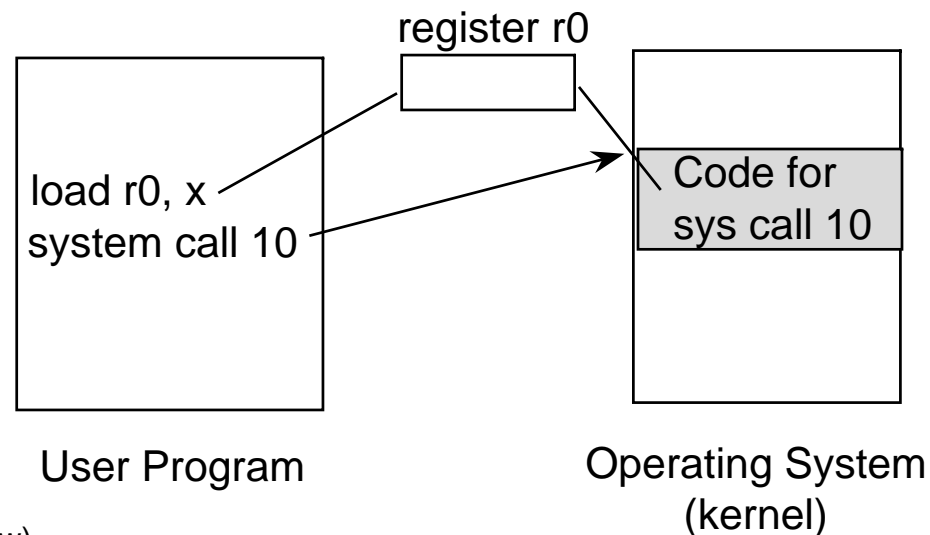 register r0
load r0, x
system call 10
Code for
sys call 10
User Program
Operating System
(kernel)